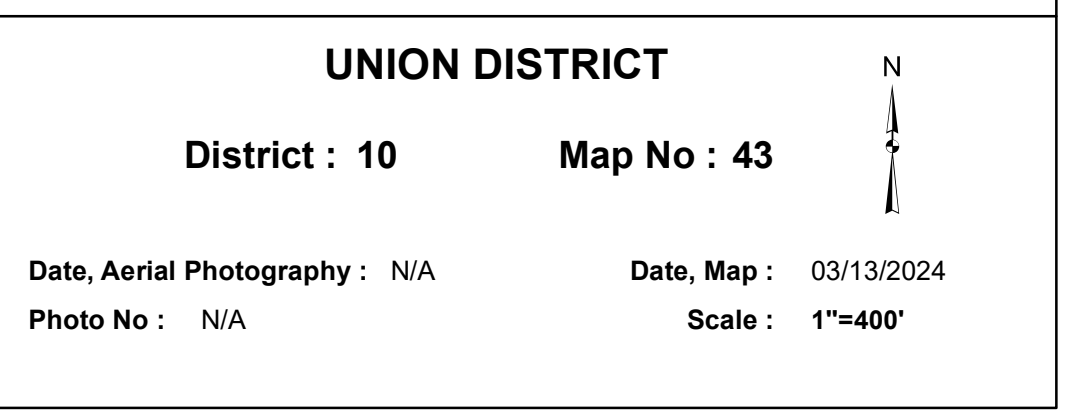 UNION DISTRICT
N
District : 10 Map No : 43
Date, Aerial Photography : N/A Date, Map : 03/13/2024
Photo No : N/A Scale : 1"=400'